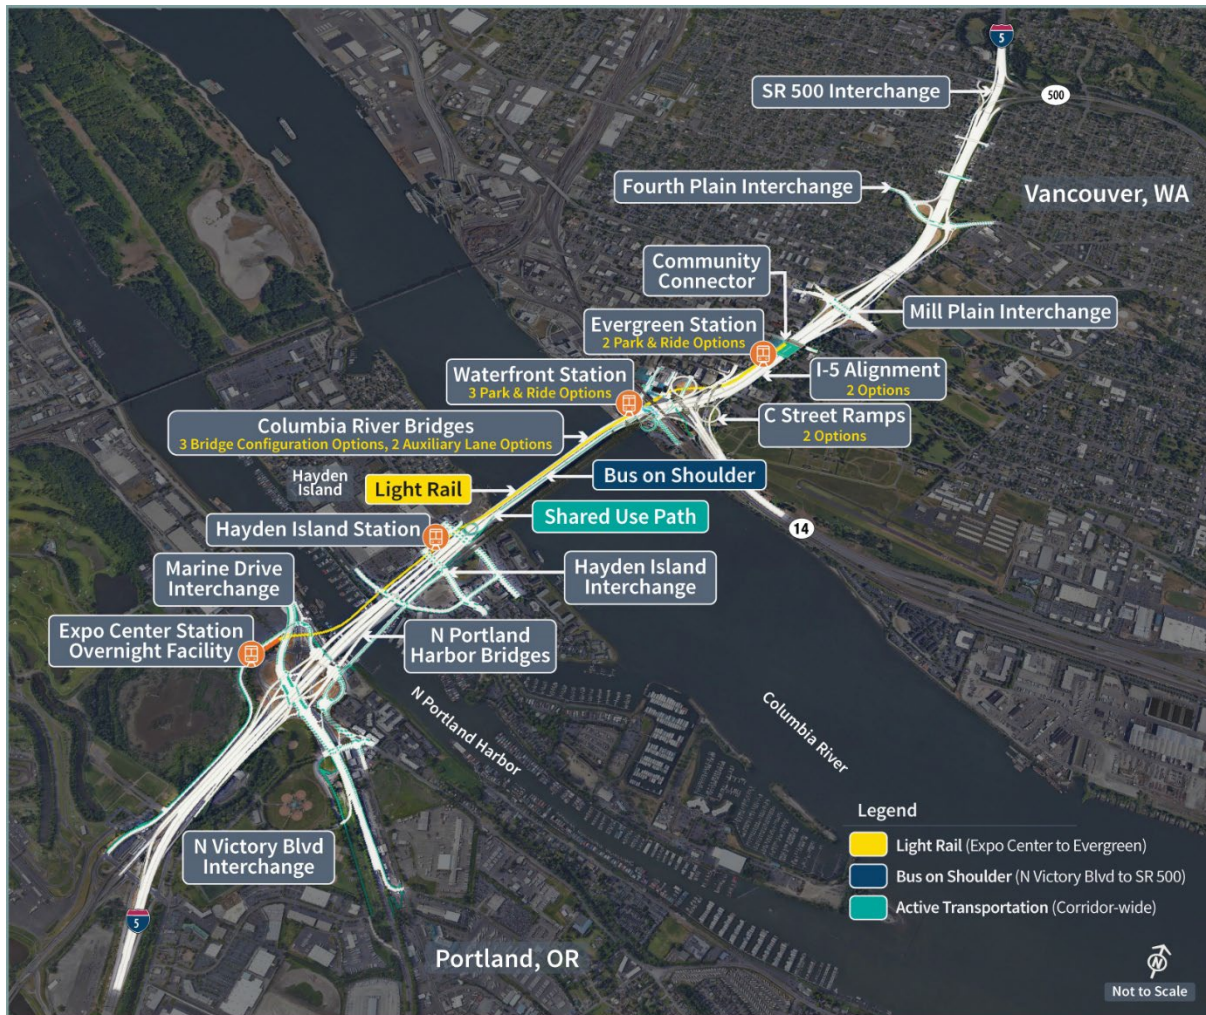 5
SR 500 Interchange
500
Fourth Plain Interchange
Vancouver, WA
Community
Connector
Mill Plain Interchange
Evergreen Station
2 Park & Ride Options
I-5 Alignment
2 Options
Waterfront Station
3 Park & Ride Options
C Street Ramps
2 Options
Columbia River Bridges
3 Bridge Configuration Options, 2 Auxiliary Lane Options
Hayden
Island
Light Rail
Bus on Shoulder
Shared Use Path
14
Hayden Island Station
Marine Drive
Interchange
Hayden Island
Interchange
Expo Center Station
Overnight Facility
N Portland
Harbor Bridges
N Portland Harbor
Columbia River
N Victory Blvd
Interchange
5
Portland, OR
Legend
Light Rail (Expo Center to Evergreen)
Bus on Shoulder (N Victory Blvd to SR 500)
Active Transportation (Corridor-wide)
N
Not to Scale